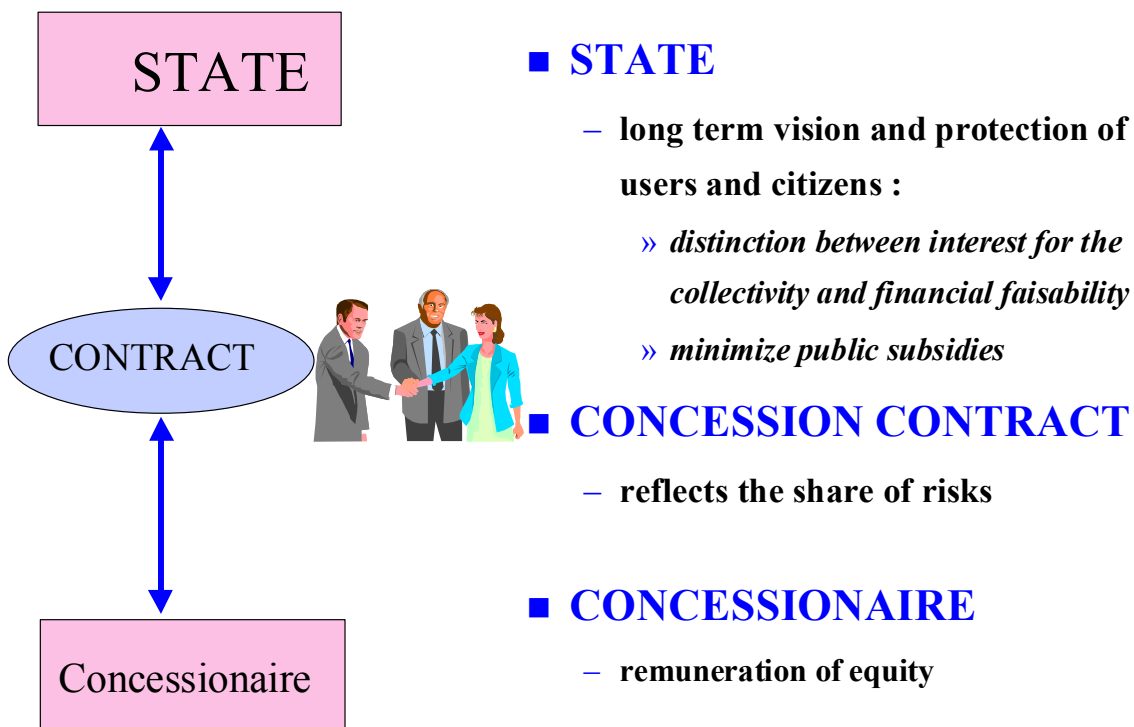 STATE
CONTRACT
Concessionaire
■ STATE
– long term vision and protection of
users and citizens :
» distinction between interest for the
collectivity and financial faisability
» minimize public subsidies
■ CONCESSION CONTRACT
– reflects the share of risks
■ CONCESSIONAIRE
– remuneration of equity